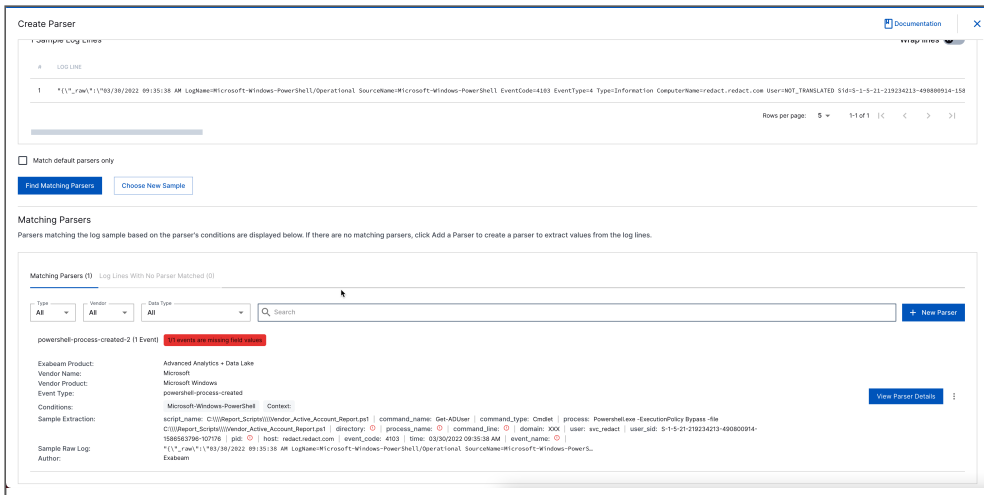 Create Parser
Documentation
1 Sample Log Lines
Wrap lines
# LOG LINE
1 "{\"_raw\":\"03/30/2022 09:35:38 AM LogName=Microsoft-Windows-PowerShell/Operational SourceName=Microsoft-Windows-PowerShell EventCode=4103 EventType=4 Type=Information ComputerName=redact.redact.com User=NOT_TRANSLATED Sid=S-1-5-21-219234213-490800914-158
Rows per page: 5 1-1 of 1
Match default parsers only
Find Matching Parsers Choose New Sample
Matching Parsers
Parsers matching the log sample based on the parser's conditions are displayed below. If there are no matching parsers, click Add a Parser to create a parser to extract values from the log lines.
Matching Parsers (1) Log Lines With No Parser Matched (0)
Type Vendor Data Type
All All All Search + New Parser
powershell-process-created-2 (1 Event) 1/1 events are missing field values
Exabeam Product: Advanced Analytics + Data Lake
Vendor Name: Microsoft
Vendor Product: Microsoft Windows
Event Type: powershell-process-created
View Parser Details
Conditions: Microsoft-Windows-PowerShell Context:
Sample Extraction: script_name: C:\\\\Report_Scripts\\\\Vendor_Active_Account_Report.ps1 | command_name: Get-ADUser | command_type: Cmdlet | process: Powershell.exe -ExecutionPolicy Bypass -file
C:\\\\Report_Scripts\\\\Vendor_Active_Account_Report.ps1 | directory: | process_name: | command_line: | domain: XXX | user: svc_redact | user_sid: S-1-5-21-219234213-490800914-
1586563796-107176 | pid: | host: redact.redact.com | event_code: 4103 | time: 03/30/2022 09:35:38 AM | event_name: |
Sample Raw Log: "{\"_raw\":\"03/30/2022 09:35:38 AM LogName=Microsoft-Windows-PowerShell/Operational SourceName=Microsoft-Windows-PowerS…
Author: Exabeam